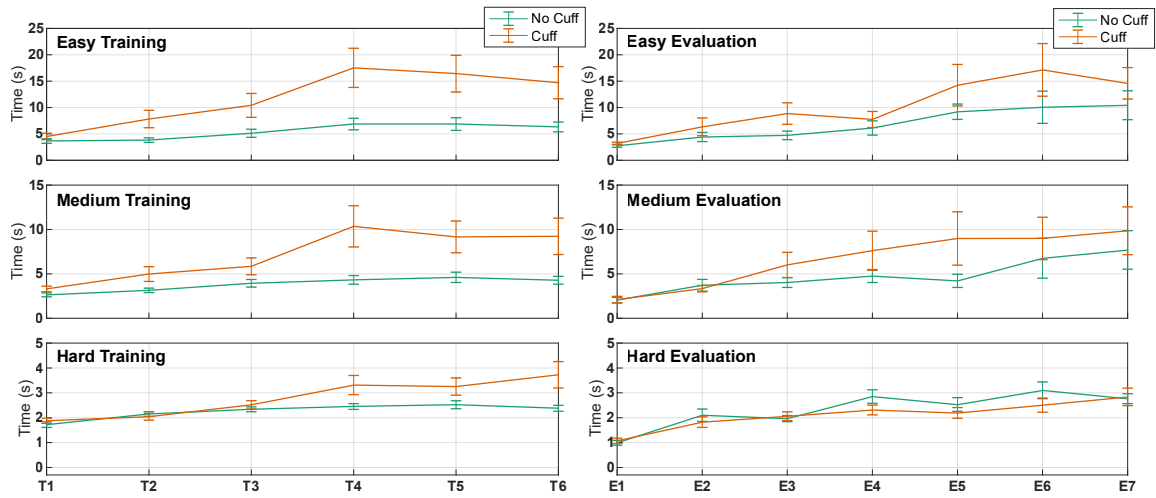 No Cuff
Cuff
Easy Training
Time (s)
25
20
15
10
5
0
No Cuff
Cuff
Easy Evaluation
Time (s)
25
20
15
10
5
0
Medium Training
Time (s)
15
10
5
0
Medium Evaluation
Time (s)
15
10
5
0
Hard Training
Time (s)
5
4
3
2
1
0
T1 T2 T3 T4 T5 T6
Hard Evaluation
Time (s)
5
4
3
2
1
0
E1 E2 E3 E4 E5 E6 E7